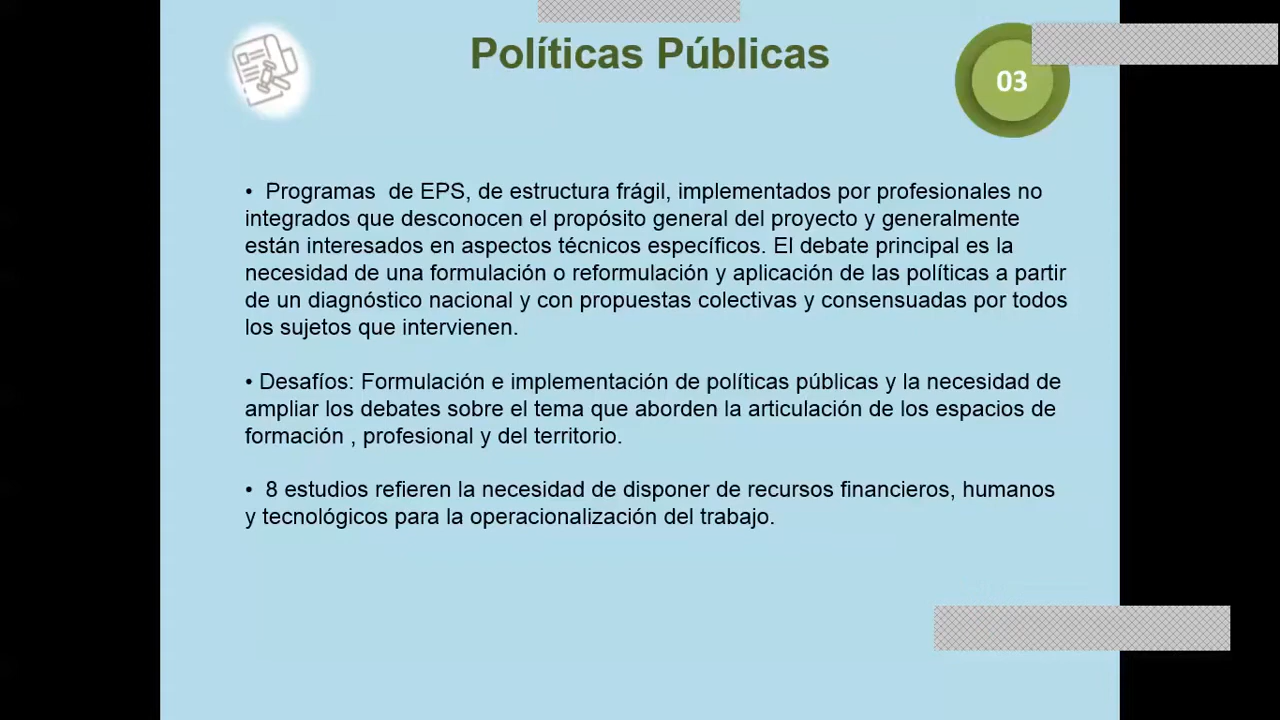 Políticas Públicas
03
• Programas de EPS, de estructura frágil, implementados por profesionales no
integrados que desconocen el propósito general del proyecto y generalmente
están interesados en aspectos técnicos específicos. El debate principal es la
necesidad de una formulación o reformulación y aplicación de las políticas a partir
de un diagnóstico nacional y con propuestas colectivas y consensuadas por todos
los sujetos que intervienen.
• Desafíos: Formulación e implementación de políticas públicas y la necesidad de
ampliar los debates sobre el tema que aborden la articulación de los espacios de
formación , profesional y del territorio.
• 8 estudios refieren la necesidad de disponer de recursos financieros, humanos
y tecnológicos para la operacionalización del trabajo.